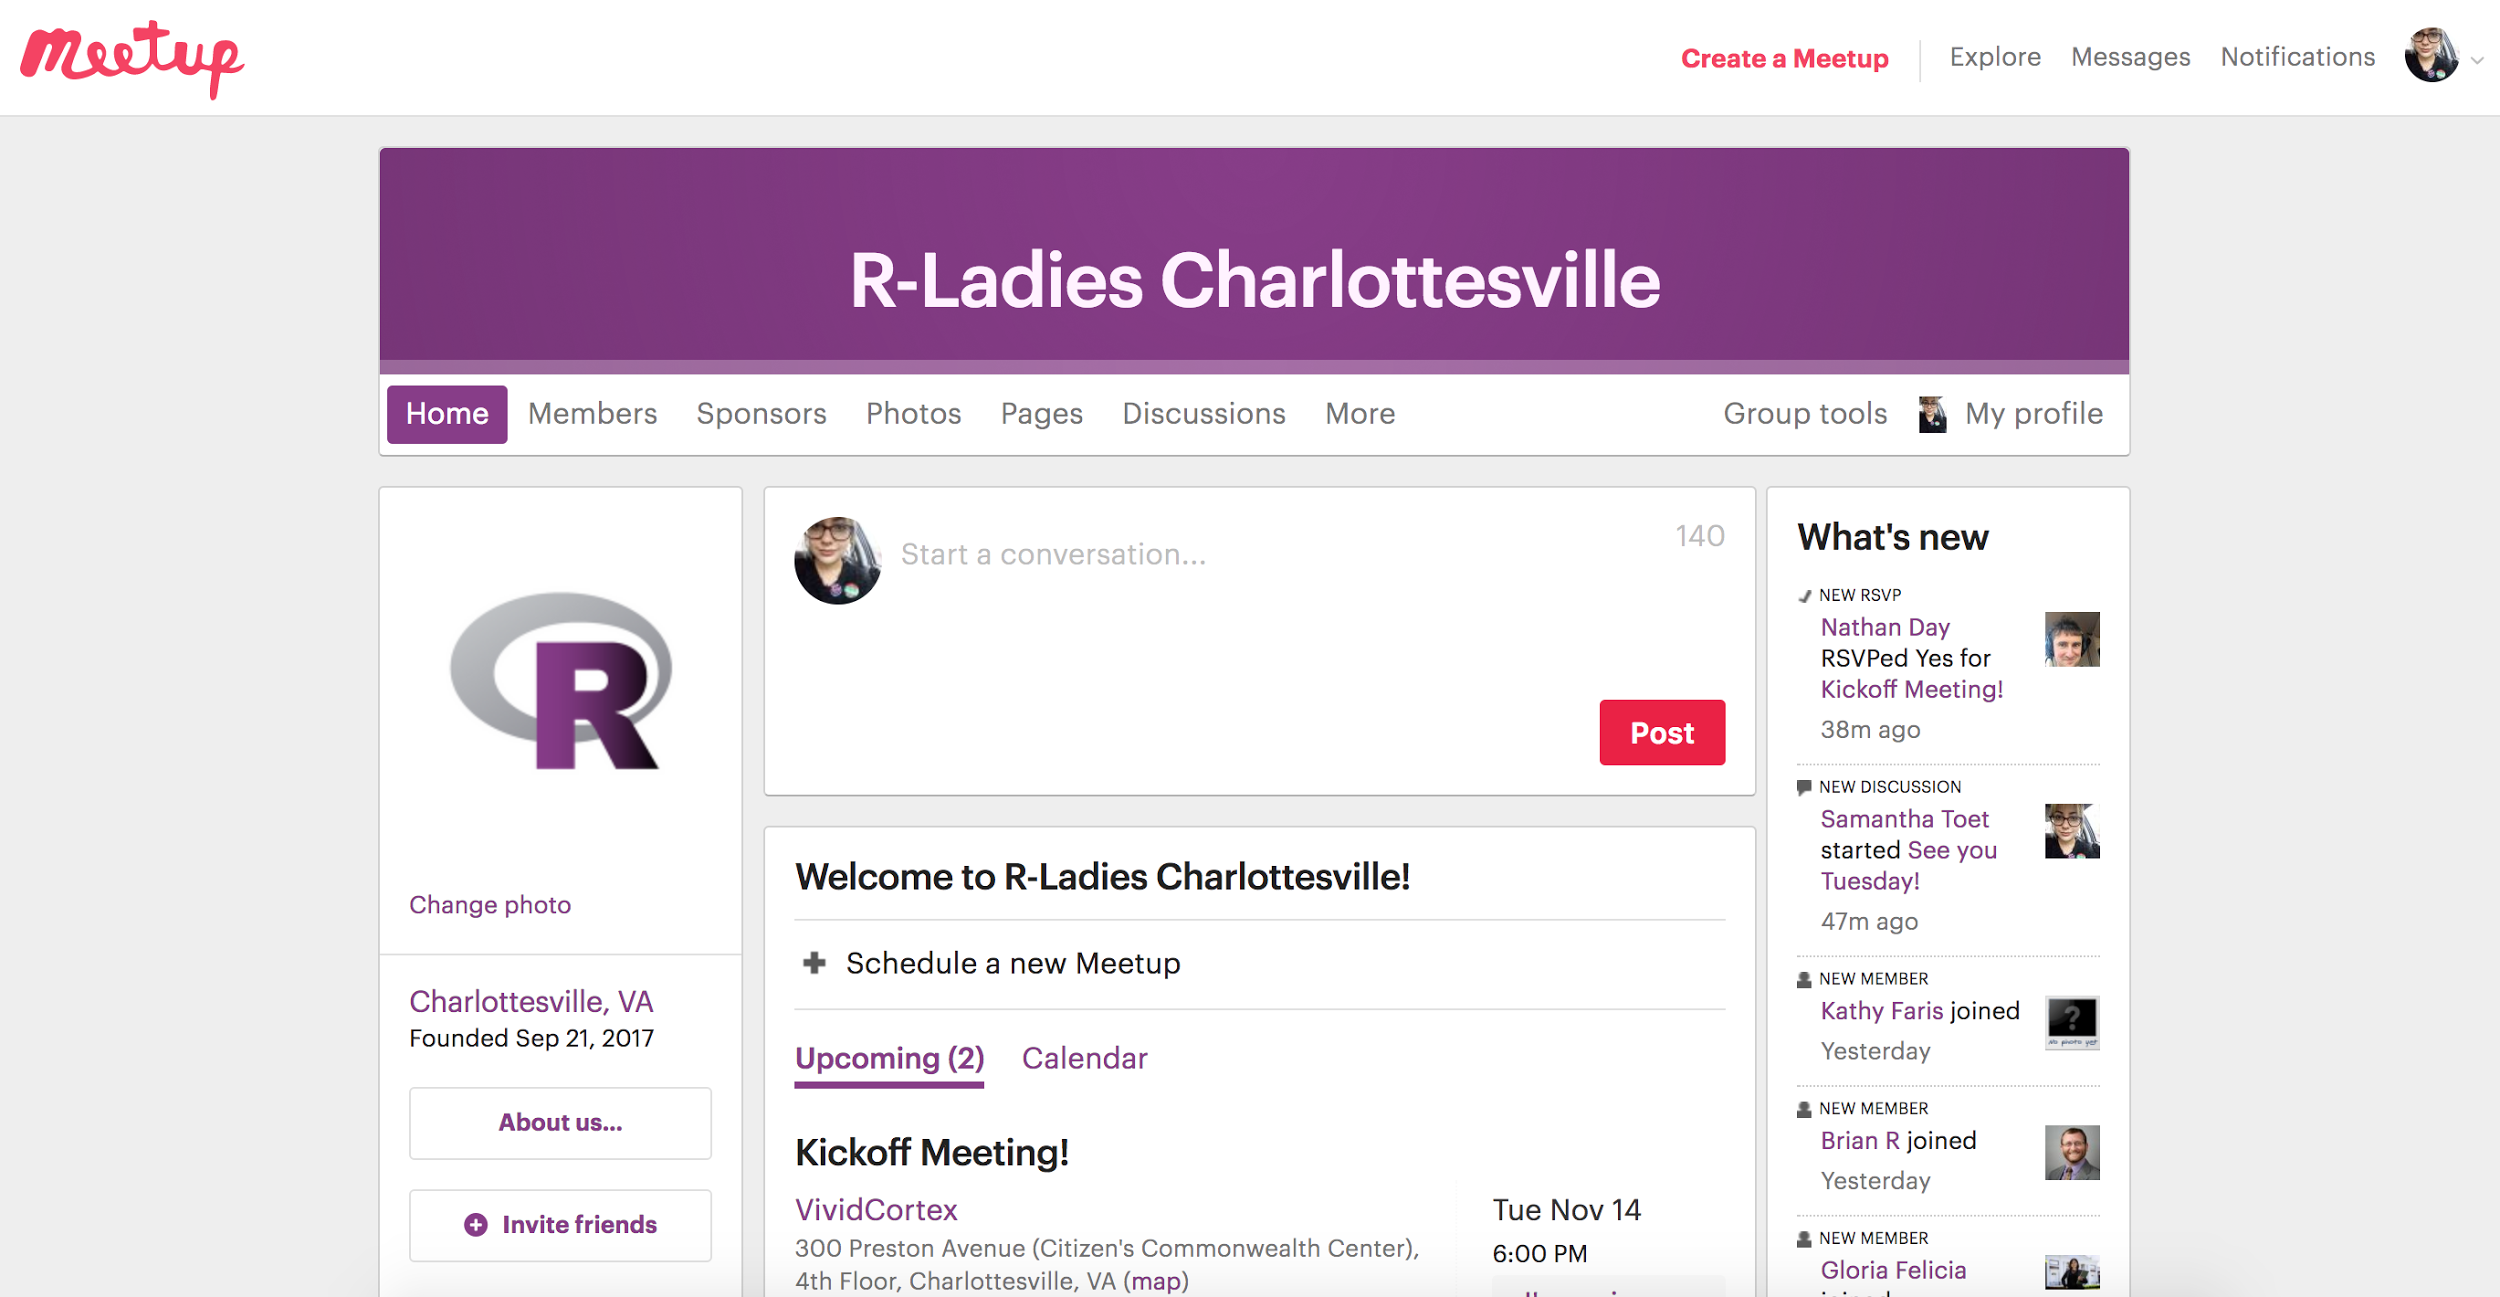 Meetup
Create a Meetup
Explore
Messages
Notifications
R-Ladies Charlottesville
Home
Members
Sponsors
Photos
Pages
Discussions
More
Group tools
My profile
R
Change photo
Charlottesville, VA
Founded Sep 21, 2017
About us...
Invite friends
Start a conversation...
140
Post
Welcome to R-Ladies Charlottesville!
Schedule a new Meetup
Upcoming (2)
Calendar
Kickoff Meeting!
VividCortex
300 Preston Avenue (Citizen's Commonwealth Center),
4th Floor, Charlottesville, VA (map)
Tue Nov 14
6:00 PM
What's new
NEW RSVP
Nathan Day
RSVPed Yes for
Kickoff Meeting!
38m ago
NEW DISCUSSION
Samantha Toet
started See you
Tuesday!
47m ago
NEW MEMBER
Kathy Faris joined
?
No photo yet
Yesterday
NEW MEMBER
Brian R joined
Yesterday
NEW MEMBER
Gloria Felicia